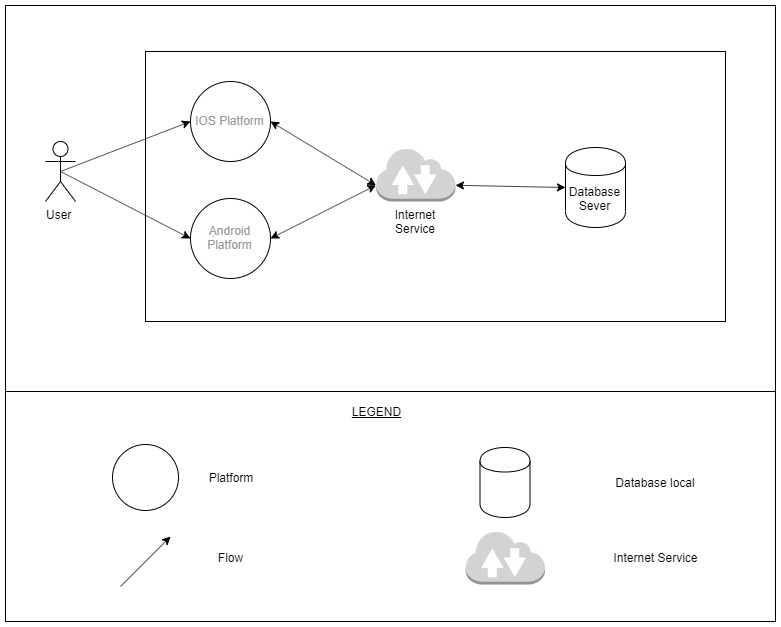 IOS Platform
User
Android
Platform
Internet
Service
Database
Sever
LEGEND
Platform
Database local
Flow
Internet Service